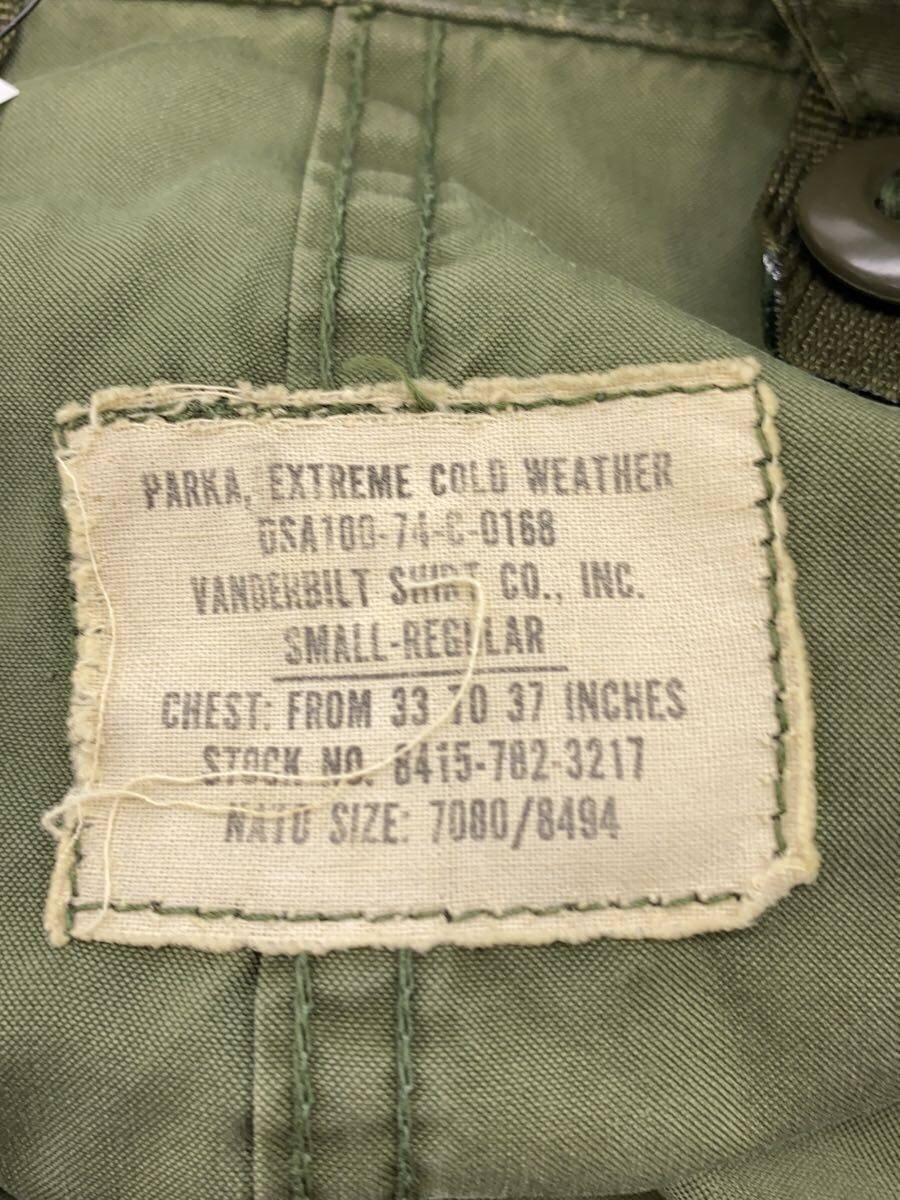 PARKA, EXTREME COLD WEATHER
GSA100-74-C-0168
VANDERBILT SHIRT CO., INC.
SMALL-REGULAR
CHEST: FROM 33 TO 37 INCHES
STOCK NO. 8415-782-3217
NATO SIZE: 7080/8494